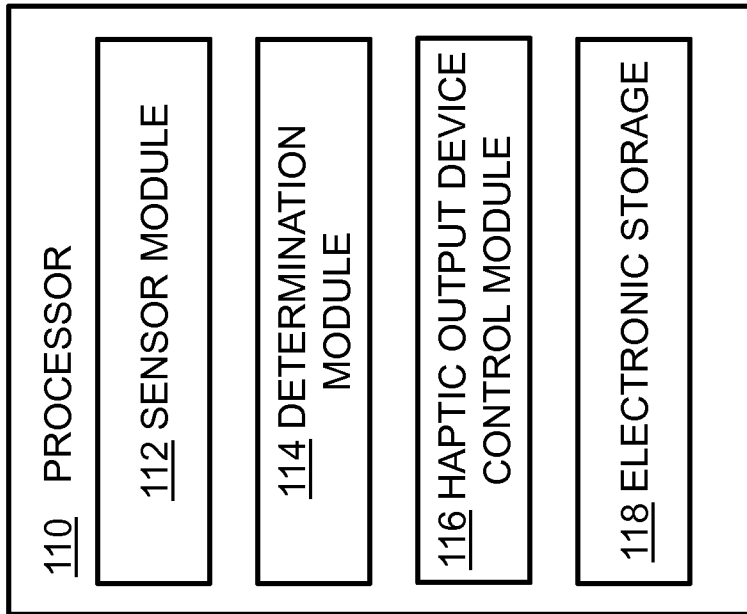 110 PROCESSOR
112 SENSOR MODULE
114 DETERMINATION
MODULE
116 HAPTIC OUTPUT DEVICE
CONTROL MODULE
118 ELECTRONIC STORAGE